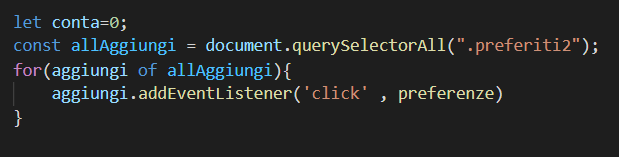 let conta=0;
const allAggiungi = document.querySelectorAll(".preferiti2");
for(aggiungi of allAggiungi){
    aggiungi.addEventListener('click' , preferenze)
}